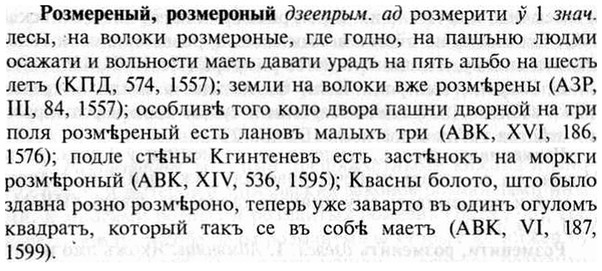 Розмереный, розмероный дзеепрым. ад розмерити ў 1 знач.
лесы, на волоки розмероные, где годно, на пашъню людми
осажати и вольности маеть давати урадъ на пять альбо на шесть
летъ (КПД, 574, 1557); земли на волоки вже розмѣрены (АЗР,
III, 84, 1557); особливѣ того коло двора пашни дворной на три
поля розмѣреный есть лановъ малыхъ три (АВК, XVI, 186,
1576); подле стѣны Кгинтеневъ есть застѣнокъ на моркги
розмѣроный (АВК, XIV, 536, 1595); Квасны болото, што было
здавна розно розмѣроно, теперь уже заварто въ одинъ огуломъ
квадратъ, который такъ се въ собѣ маетъ (АВК, VI, 187,
1599).